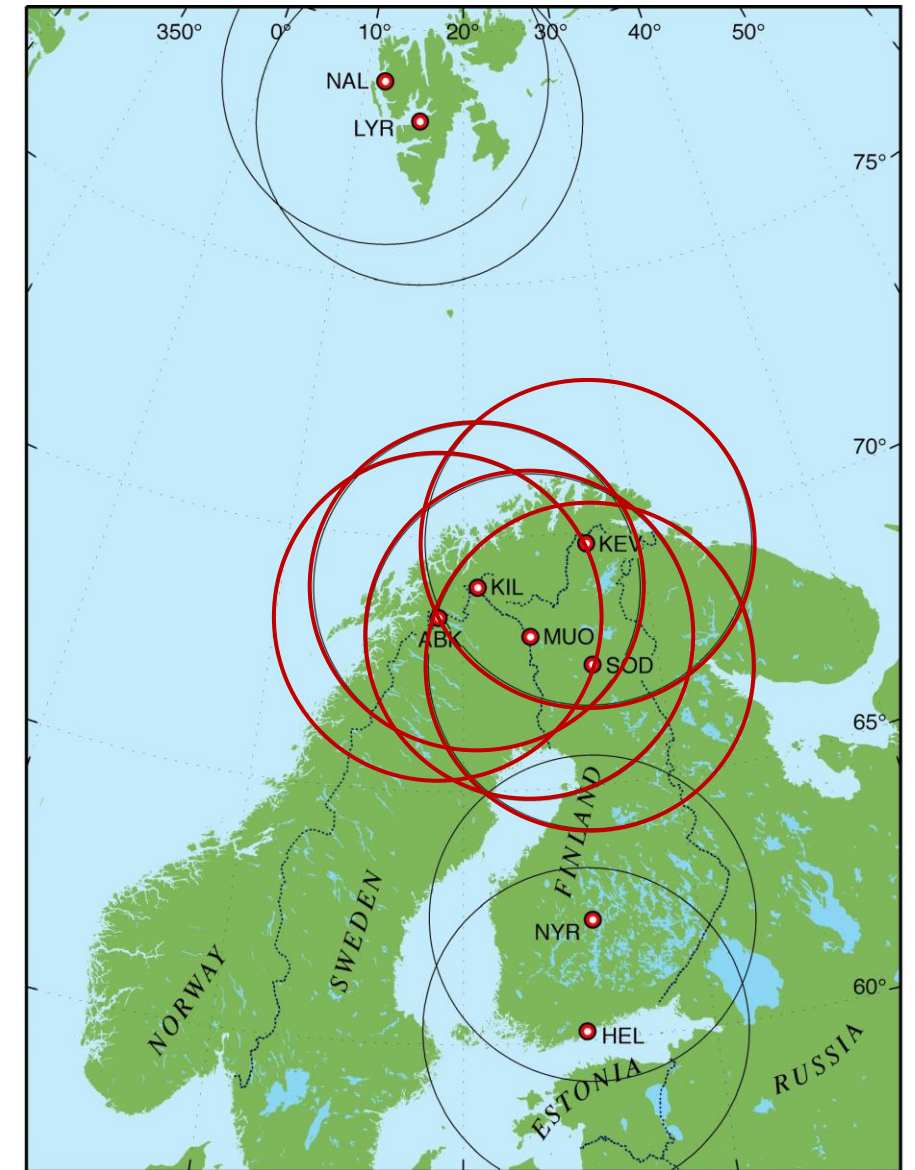 350° 0° 10° 20° 30° 40° 50°
NAL
LYR
75°
70°
KEV
KIL
ABK
MUO
SOD
65°
FINLAND
SWEDEN
NYR
NORWAY
60°
HEL
RUSSIA
ESTONIA